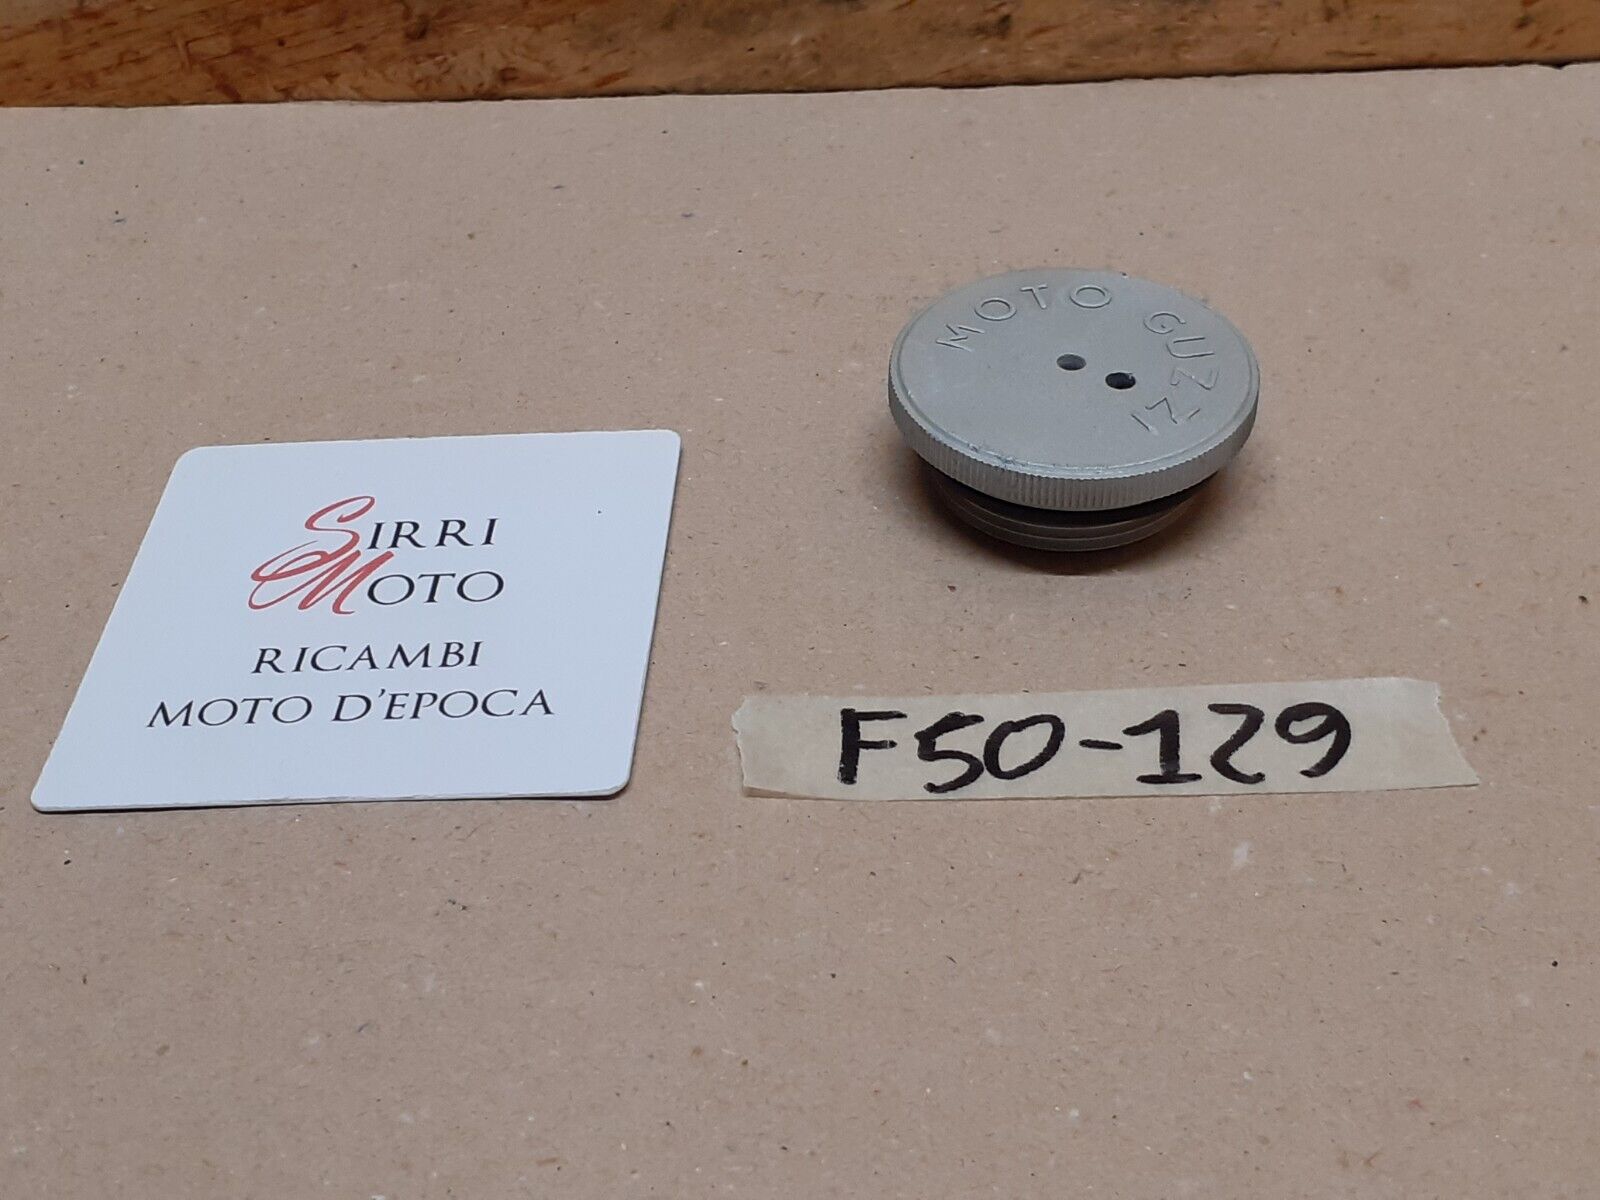 MOTO GUZZI
SIRRI
MOTO
RICAMBI
MOTO D'EPOCA
F50-129